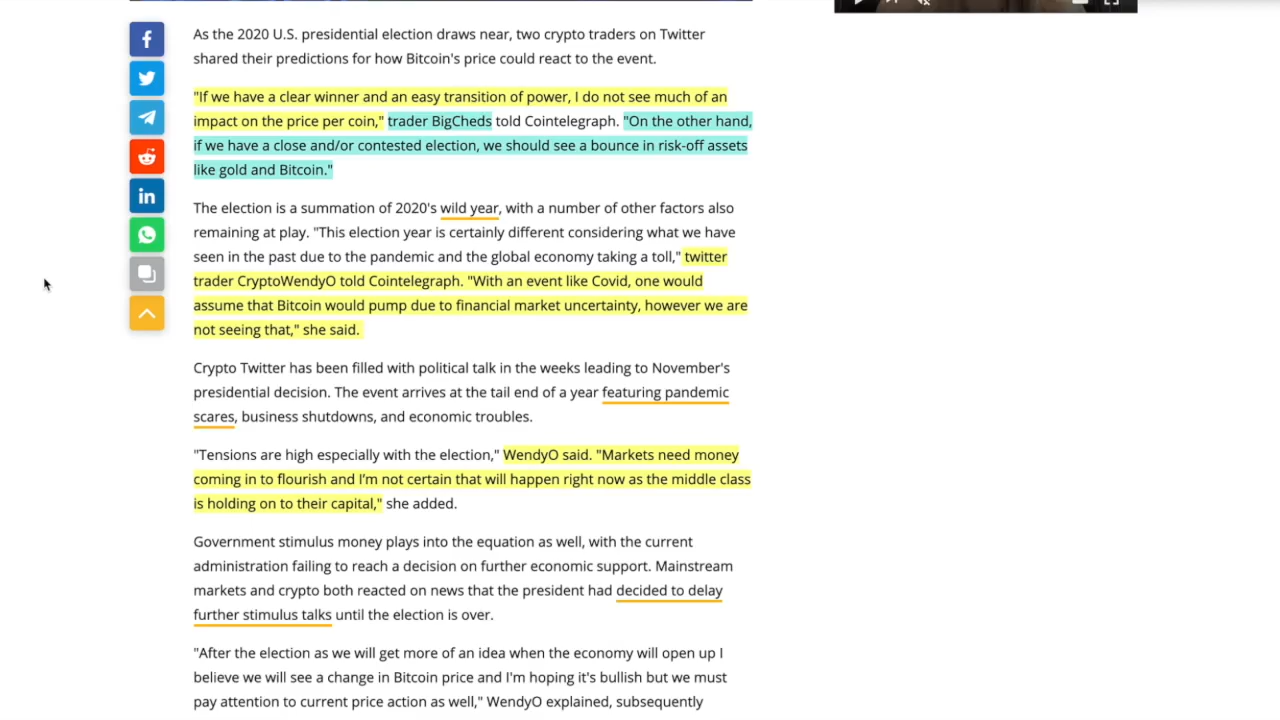 As the 2020 U.S. presidential election draws near, two crypto traders on Twitter
shared their predictions for how Bitcoin's price could react to the event.
"If we have a clear winner and an easy transition of power, I do not see much of an
impact on the price per coin," trader BigCheds told Cointelegraph. "On the other hand,
if we have a close and/or contested election, we should see a bounce in risk-off assets
like gold and Bitcoin."
The election is a summation of 2020's wild year, with a number of other factors also
remaining at play. "This election year is certainly different considering what we have
seen in the past due to the pandemic and the global economy taking a toll," twitter
trader CryptoWendyO told Cointelegraph. "With an event like Covid, one would
assume that Bitcoin would pump due to financial market uncertainty, however we are
not seeing that," she said.
Crypto Twitter has been filled with political talk in the weeks leading to November's
presidential decision. The event arrives at the tail end of a year featuring pandemic
scares, business shutdowns, and economic troubles.
"Tensions are high especially with the election," WendyO said. "Markets need money
coming in to flourish and I'm not certain that will happen right now as the middle class
is holding on to their capital," she added.
Government stimulus money plays into the equation as well, with the current
administration failing to reach a decision on further economic support. Mainstream
markets and crypto both reacted on news that the president had decided to delay
further stimulus talks until the election is over.
"After the election as we will get more of an idea when the economy will open up I
believe we will see a change in Bitcoin price and I'm hoping it's bullish but we must
pay attention to current price action as well," WendyO explained, subsequently